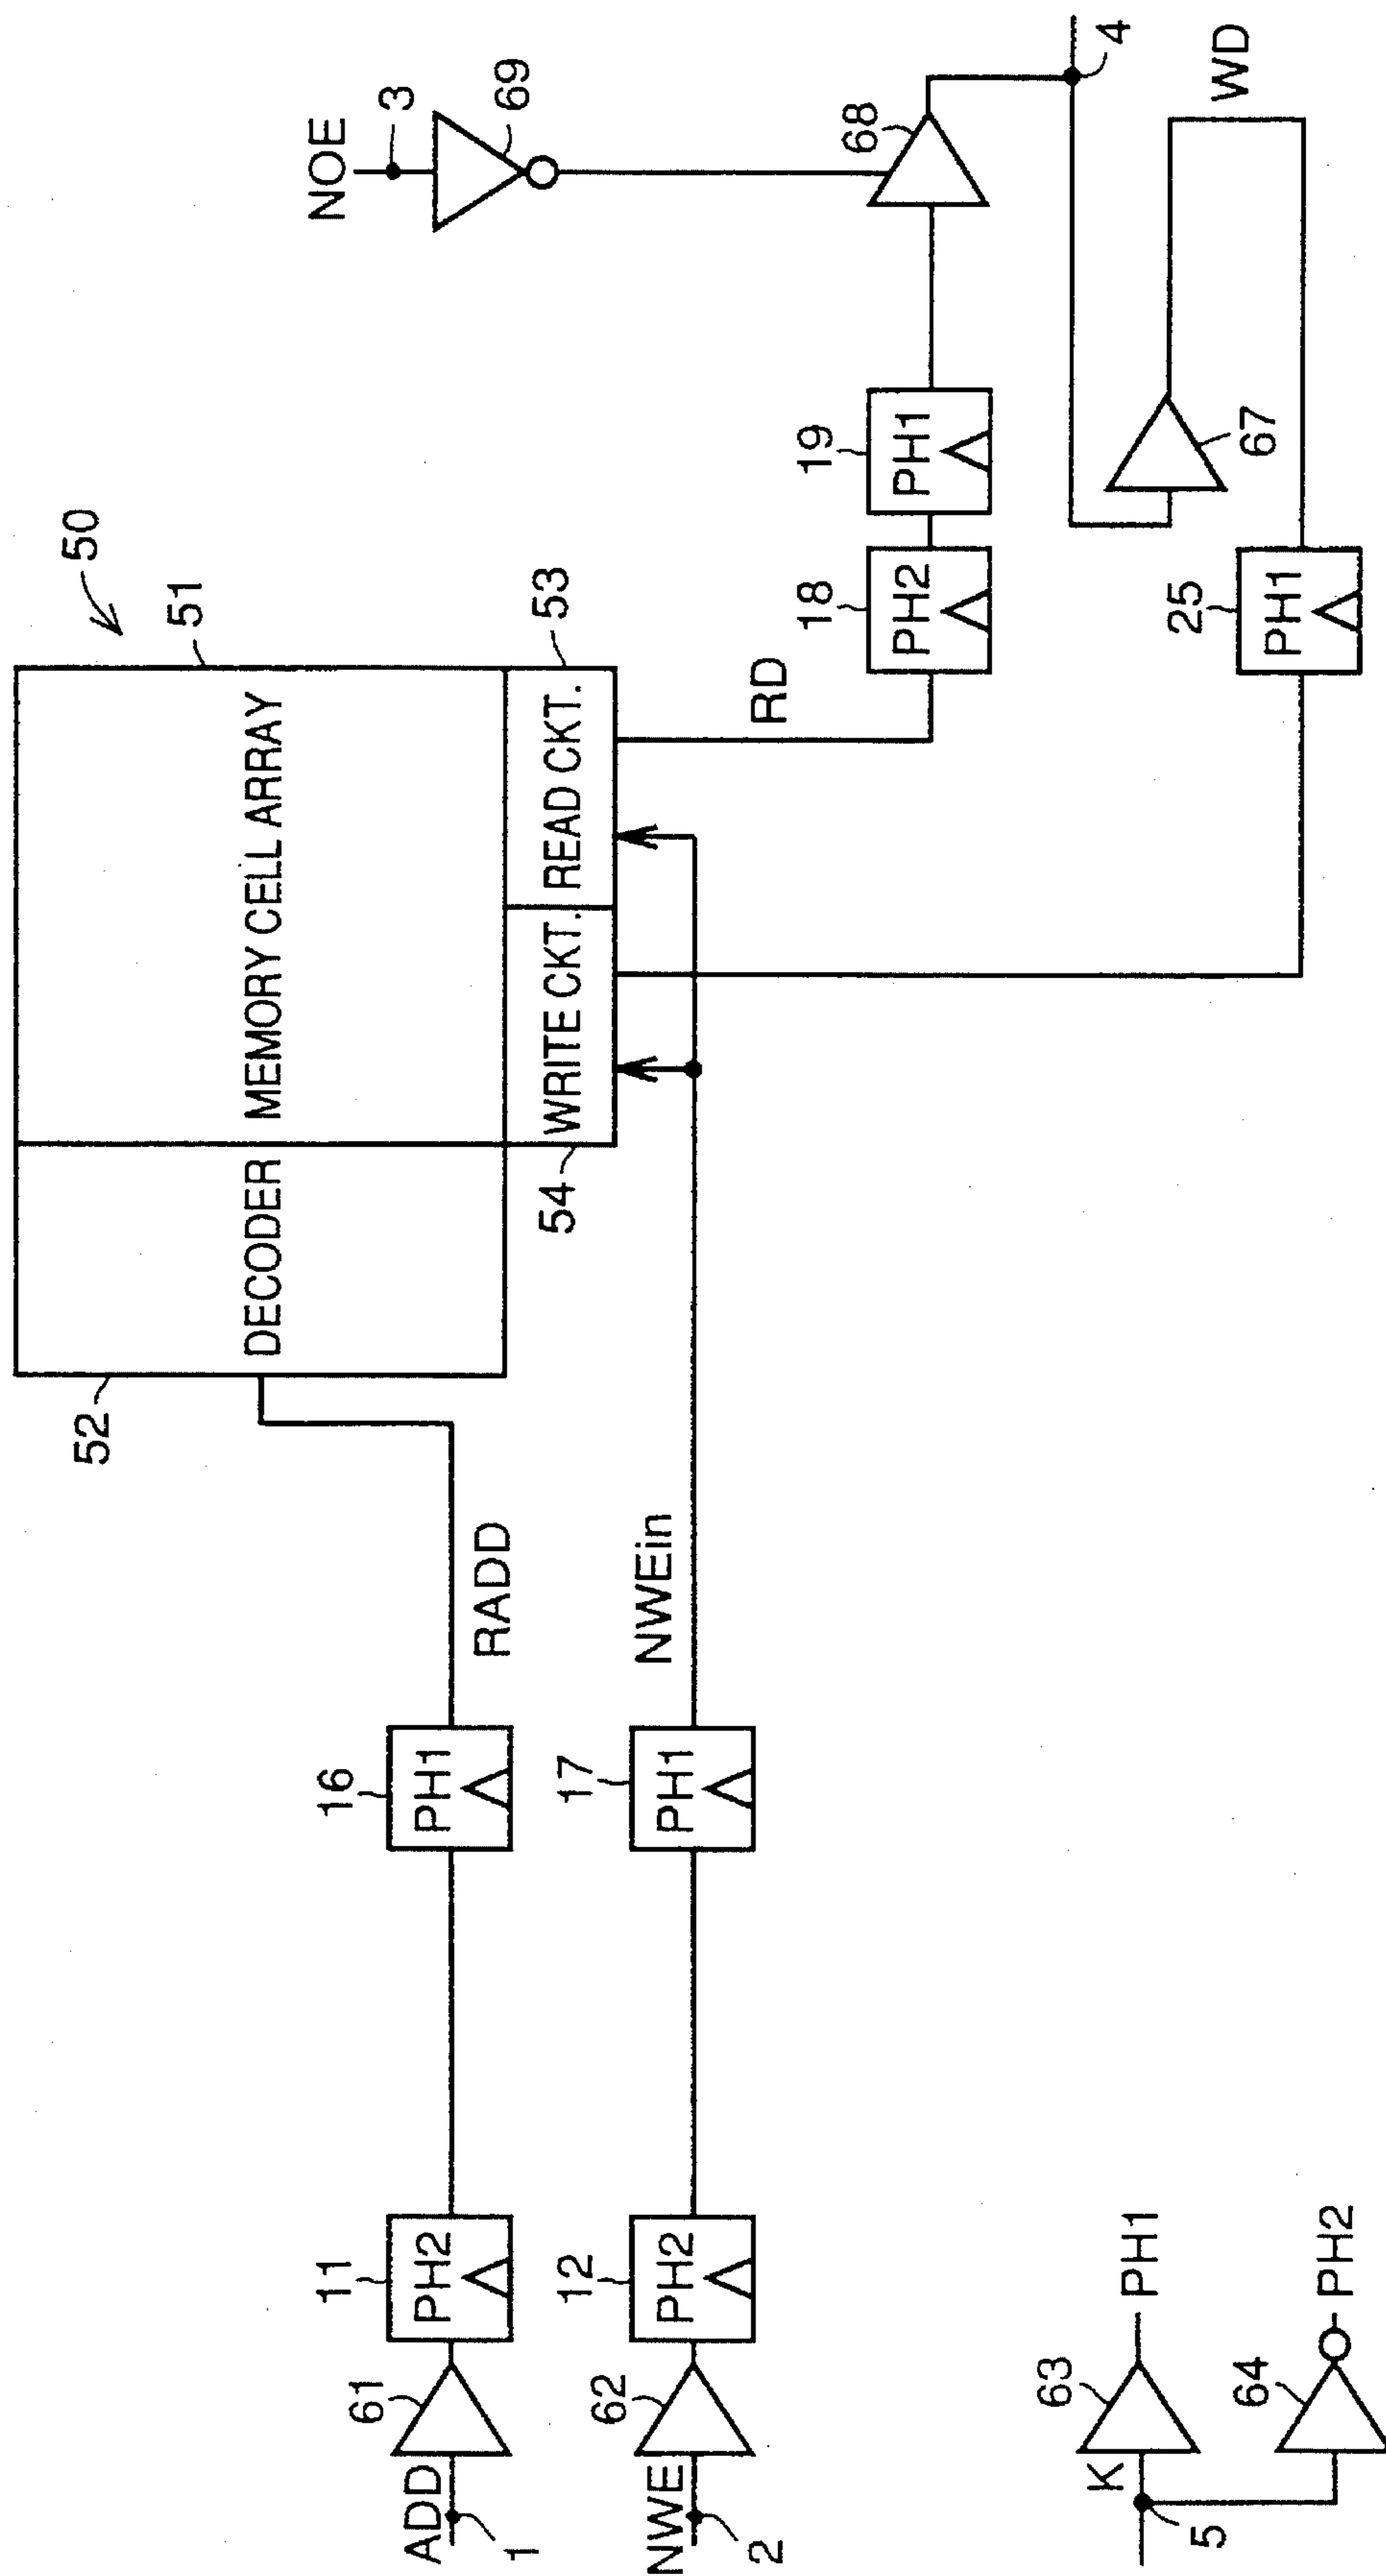 50
52
51
DECODER
MEMORY CELL ARRAY
54
WRITE CKT.
READ CKT.
53
NOE
3
69
ADD
1
61
11
PH2
16
PH1
RADD
NWE
2
62
12
PH2
17
PH1
NWEin
RD
18
PH2
19
PH1
68
4
67
WD
25
PH1
K
5
63
PH1
64
PH2